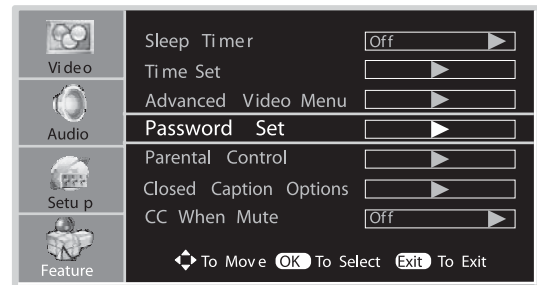 Video
Audio
Setup
Feature
Sleep Timer Off
Time Set
Advanced Video Menu
Password Set
Parental Control
Closed Caption Options
CC When Mute Off
To Move OK To Select Exit To Exit